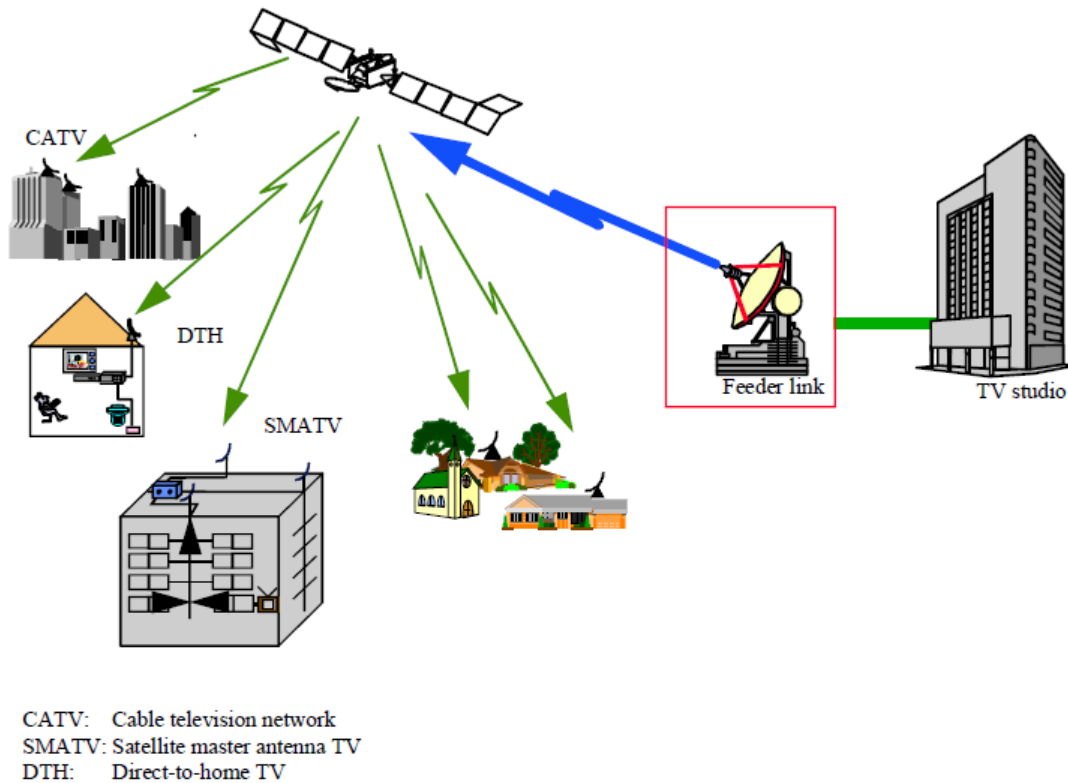 CATV
DTH
SMATV
Feeder link
TV studio
CATV: Cable television network
SMATV: Satellite master antenna TV
DTH: Direct-to-home TV